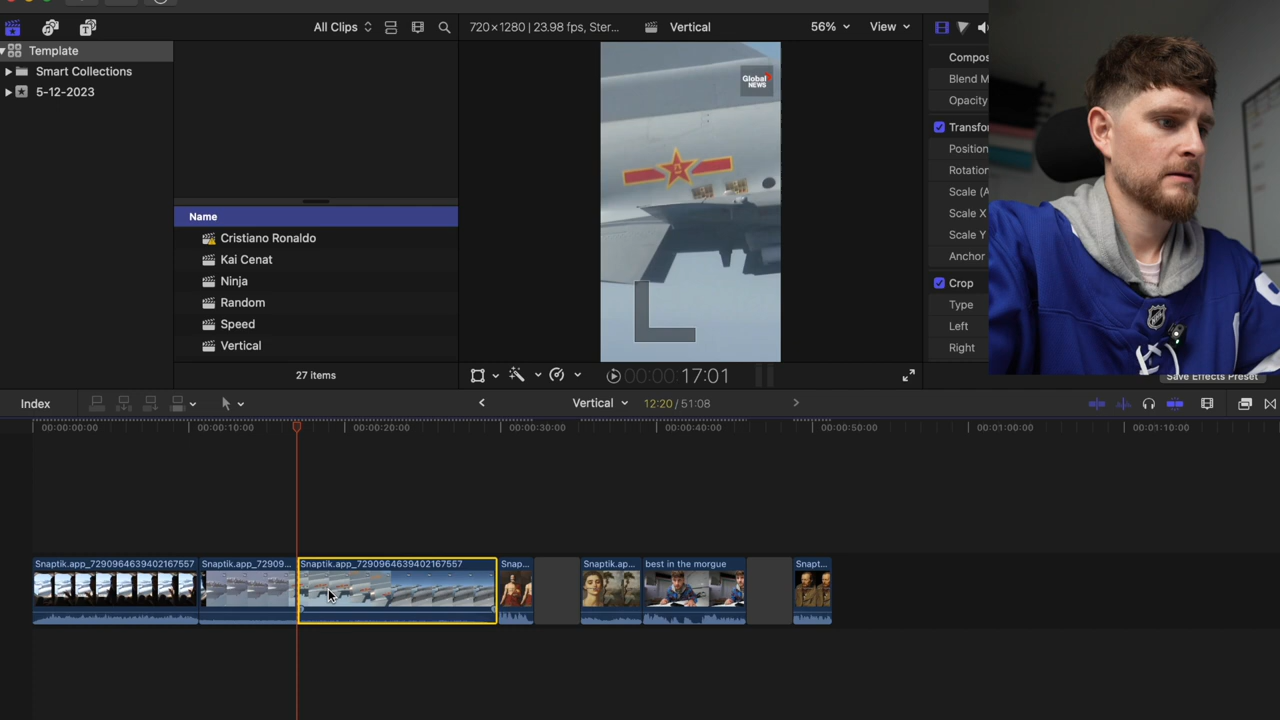 All Clips
720×1280 | 23.98 fps, Ster...
Vertical
56%
View
Template
Smart Collections
5-12-2023
Name
Cristiano Ronaldo
Kai Cenat
Ninja
Random
Speed
Vertical
27 items
Global
NEWS
00:00:17:01
Compos
Blend M
Opacity
Transfo
Position
Rotation
Scale (A
Scale X
Scale Y
Anchor
Crop
Type
Left
Right
Save Effects Preset
NHL
Index
Vertical
12:20 / 51:08
00:00:00:00
00:00:10:00
00:00:20:00
00:00:30:00
00:00:40:00
00:00:50:00
00:01:00:00
00:01:10:00
Snaptik.app_7290964639402167557
Snaptik.app_72909...
Snaptik.app_7290964639402167557
Snap...
Snaptik.ap...
best in the morgue
Snapt...